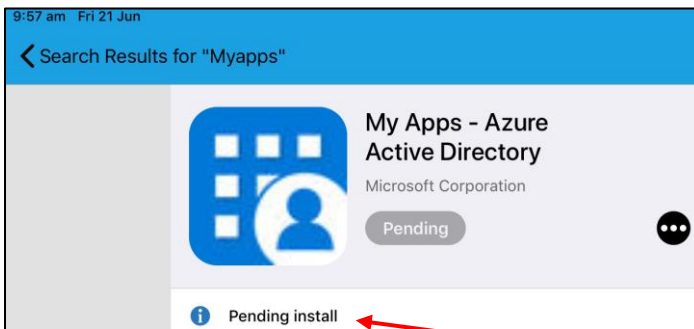 9:57 am Fri 21 Jun
Search Results for "Myapps"
My Apps - Azure
Active Directory
Microsoft Corporation
Pending
Pending install